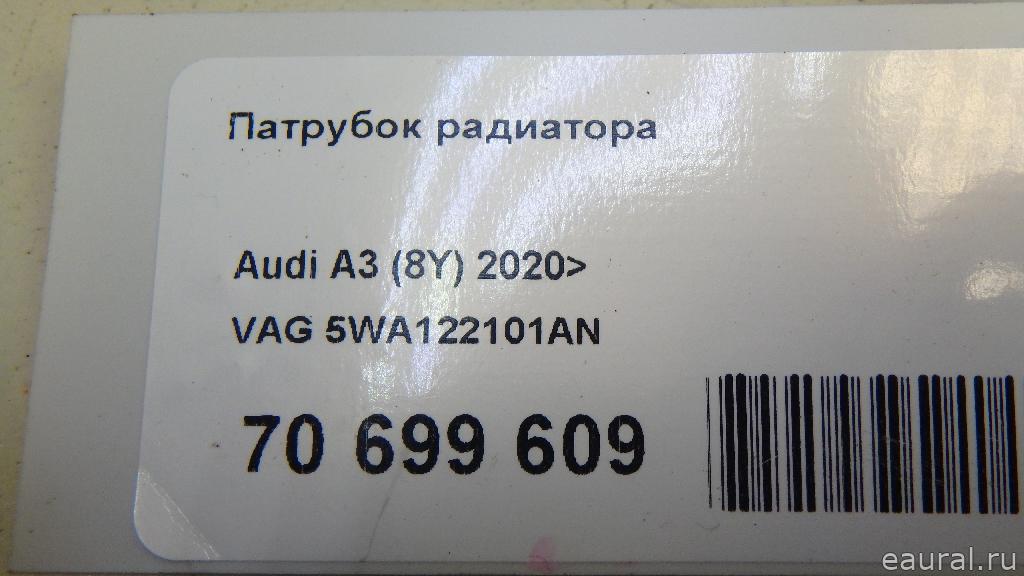 Патрубок радиатора
Audi A3 (8Y) 2020>
VAG 5WA122101AN
70 699 609
eaural.ru